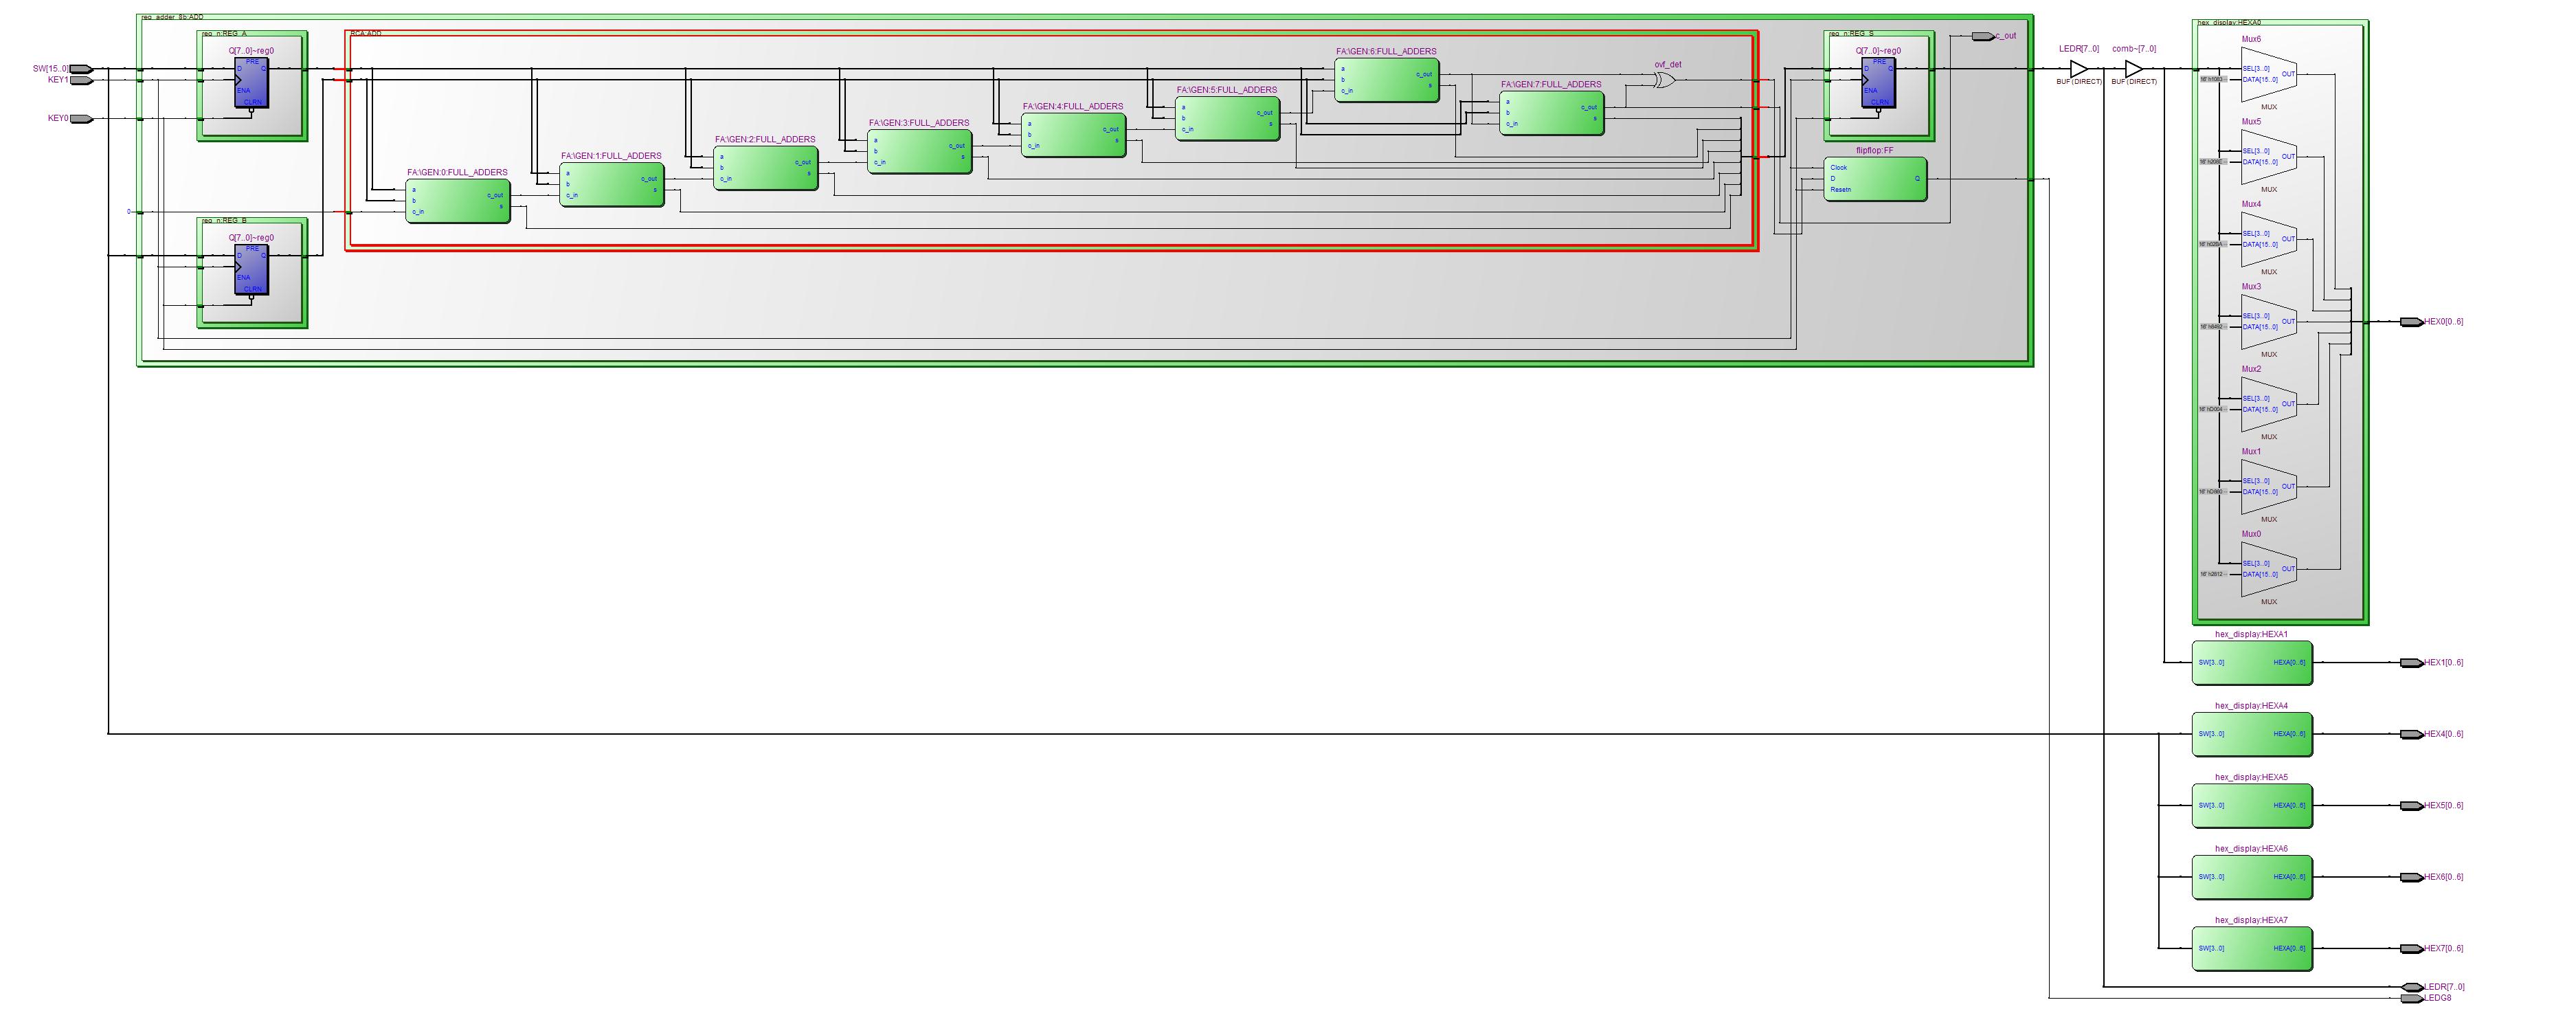 reg_adder_8b:ADD
SW[15..0]
KEY1
KEY0
0
reg_n:REG_A
Q[7..0]~reg0
PRE
D
Q
ENA
CLRN
reg_n:REG_B
Q[7..0]~reg0
PRE
D
Q
ENA
CLRN
RCA:ADD
FA:\GEN:0:FULL_ADDERS
a
b
c_in
c_out
s
FA:\GEN:1:FULL_ADDERS
a
b
c_in
c_out
s
FA:\GEN:2:FULL_ADDERS
a
b
c_in
c_out
s
FA:\GEN:3:FULL_ADDERS
a
b
c_in
c_out
s
FA:\GEN:4:FULL_ADDERS
a
b
c_in
c_out
s
FA:\GEN:5:FULL_ADDERS
a
b
c_in
c_out
s
FA:\GEN:6:FULL_ADDERS
a
b
c_in
c_out
s
FA:\GEN:7:FULL_ADDERS
a
b
c_in
c_out
s
ovf_det
reg_n:REG_S
Q[7..0]~reg0
PRE
D
Q
ENA
CLRN
flipflop:FF
Clock
D
Resetn
Q
c_out
LEDR[7..0]
BUF (DIRECT)
comb~[7..0]
BUF (DIRECT)
hex_display:HEXA0
Mux6
SEL[3..0]
DATA[15..0]
OUT
MUX
Mux5
SEL[3..0]
DATA[15..0]
OUT
MUX
Mux4
SEL[3..0]
DATA[15..0]
OUT
MUX
Mux3
SEL[3..0]
DATA[15..0]
OUT
MUX
Mux2
SEL[3..0]
DATA[15..0]
OUT
MUX
Mux1
SEL[3..0]
DATA[15..0]
OUT
MUX
Mux0
SEL[3..0]
DATA[15..0]
OUT
MUX
HEX0[0..6]
hex_display:HEXA1
SW[3..0]
HEXA[0..6]
HEX1[0..6]
hex_display:HEXA4
SW[3..0]
HEXA[0..6]
HEX4[0..6]
hex_display:HEXA5
SW[3..0]
HEXA[0..6]
HEX5[0..6]
hex_display:HEXA6
SW[3..0]
HEXA[0..6]
HEX6[0..6]
hex_display:HEXA7
SW[3..0]
HEXA[0..6]
HEX7[0..6]
LEDR[7..0]
LEDG8